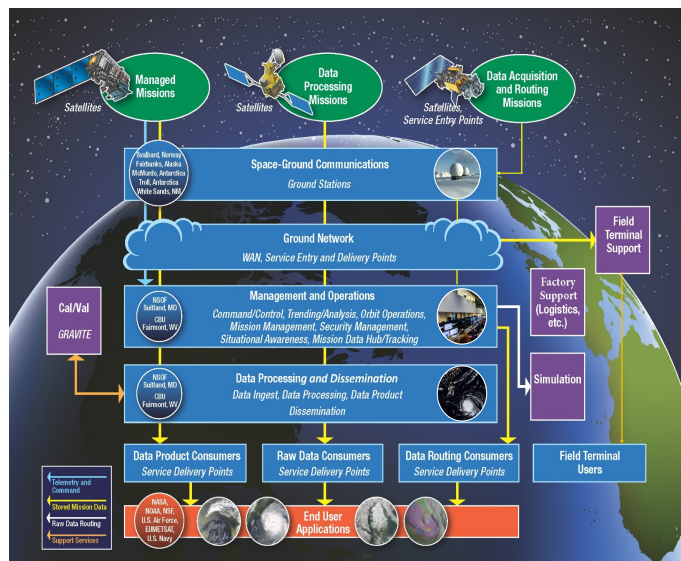 Managed
Missions
Satellites
Data
Processing
Missions
Satellites
Data Acquisition
and Routing
Missions
Satellites,
Service Entry Points
Svalbard, Norway
Fairbanks, Alaska
McMurdo, Antarctica
Troll, Antarctica
White Sands, NM
Space-Ground Communications
Ground Stations
Ground Network
WAN, Service Entry and Delivery Points
Field
Terminal
Support
Factory
Support
(Logistics,
etc.)
Cal/Val
GRAVITE
NSOF
Suitland, MD
CBU
Fairmont, WV
Management and Operations
Command/Control, Trending/Analysis, Orbit Operations,
Mission Management, Security Management,
Situational Awareness, Mission Data Hub/Tracking
Simulation
NSOF
Suitland, MD
CBU
Fairmont, WV
Data Processing and Dissemination
Data Ingest, Data Processing, Data Product
Dissemination
Data Product Consumers
Service Delivery Points
Raw Data Consumers
Service Delivery Points
Data Routing Consumers
Service Delivery Points
Field Terminal
Users
Telemetry and
Command
Stored Mission Data
Raw Data Routing
Support Services
NASA,
NOAA, NSF,
U.S. Air Force,
EUMETSAT,
U.S. Navy
End User
Applications